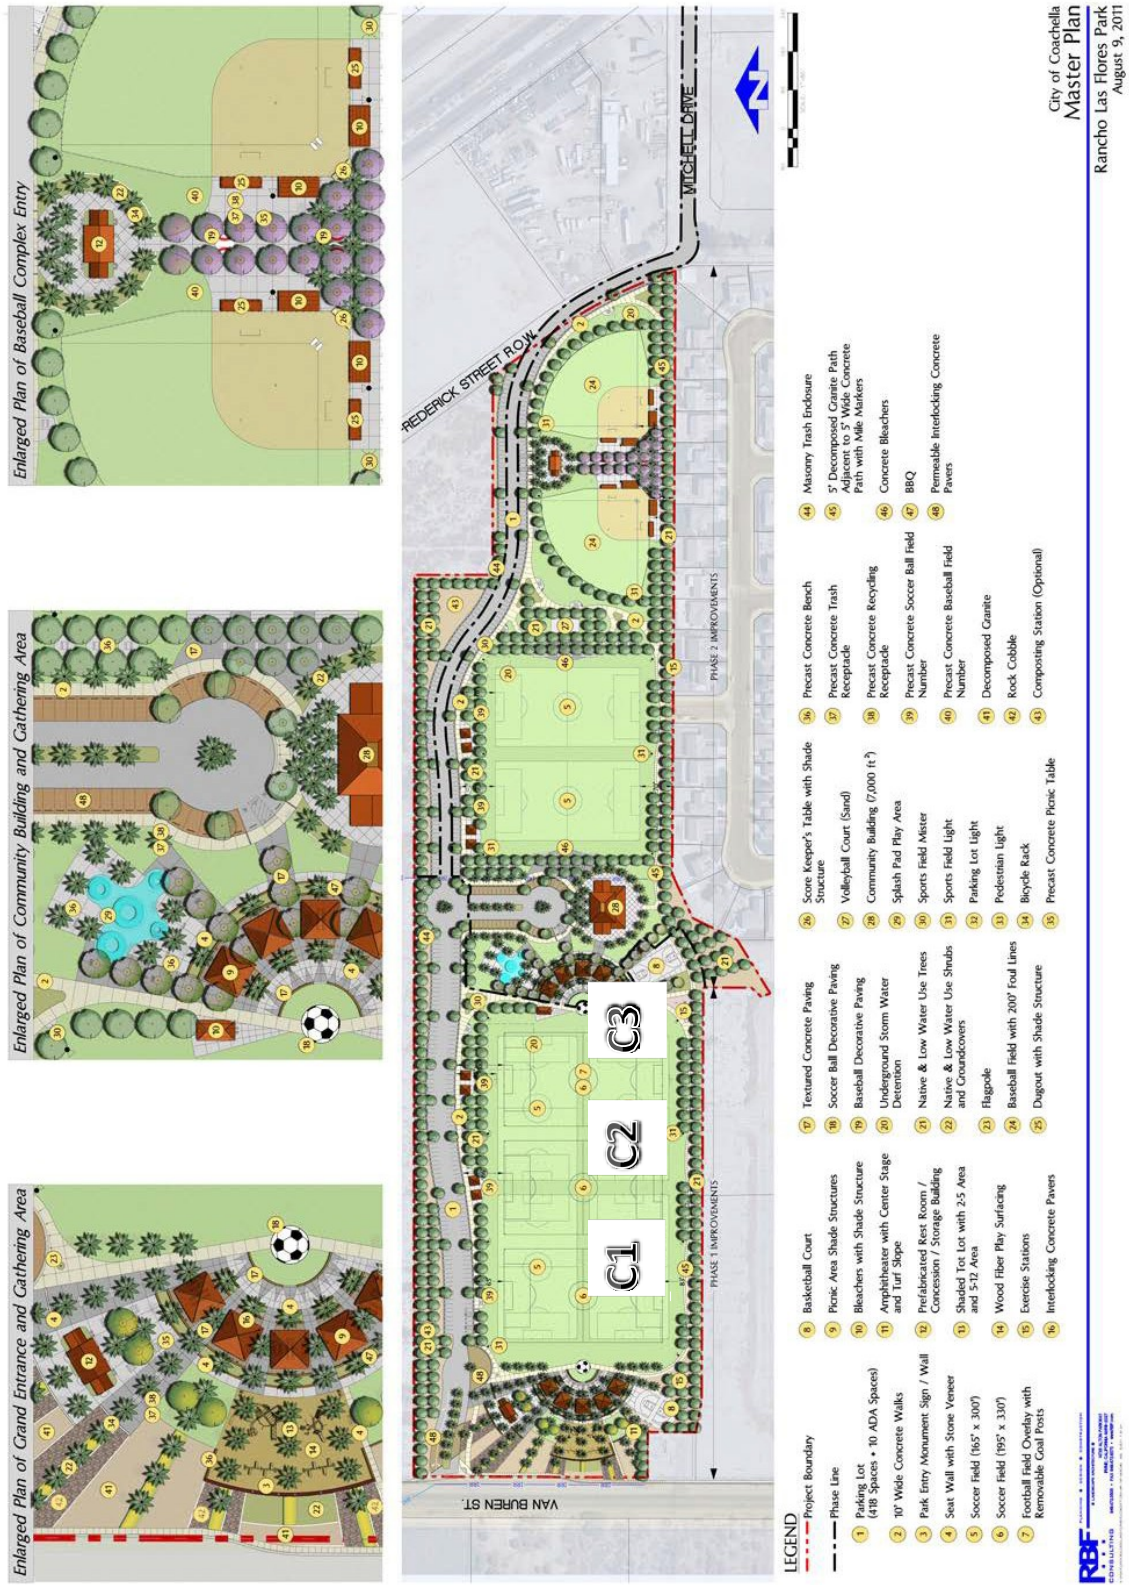 City of Coachella
Master Plan
Rancho Las Flores Park
August 9, 2011
Enlarged Plan of Grand Entrance and Gathering Area
Enlarged Plan of Community Building and Gathering Area
Enlarged Plan of Baseball Complex Entry
VAN BUREN ST.
FREDERICK STREET R.O.W.
MITCHELL DRIVE
N
C1
C2
C3
PHASE 1 IMPROVEMENTS
PHASE 2 IMPROVEMENTS
LEGEND
Project Boundary
Phase Line
1 Parking Lot
(418 Spaces + 10 ADA Spaces)
2 10' Wide Concrete Walks
3 Park Entry Monument Sign / Wall
4 Seat Wall with Stone Veneer
5 Soccer Field (165' x 300')
6 Soccer Field (195' x 330')
7 Football Field Overlay with
Removable Goal Posts
8 Basketball Court
9 Picnic Area Shade Structures
10 Bleachers with Shade Structure
11 Amphitheater with Center Stage
and Turf Slope
12 Prefabricated Rest Room /
Concession / Storage Building
13 Shaded Tot Lot with 2-5 Area
and 5-12 Area
14 Wood Fiber Play Surfacing
15 Exercise Stations
16 Interlocking Concrete Pavers
17 Textured Concrete Paving
18 Soccer Ball Decorative Paving
19 Baseball Decorative Paving
20 Underground Storm Water
Detention
21 Native & Low Water Use Trees
22 Native & Low Water Use Shrubs
and Groundcovers
23 Flagpole
24 Baseball Field with 200' Foul Lines
25 Dugout with Shade Structure
26 Score Keeper's Table with Shade
Structure
27 Volleyball Court (Sand)
28 Community Building (7,000 ft²)
29 Splash Pad Play Area
30 Sports Field Mister
31 Sports Field Light
32 Parking Lot Light
33 Pedestrian Light
34 Bicycle Rack
35 Precast Concrete Picnic Table
36 Precast Concrete Bench
37 Precast Concrete Trash
Receptacle
38 Precast Concrete Recycling
Receptacle
39 Precast Concrete Soccer Ball Field
Number
40 Precast Concrete Baseball Field
Number
41 Decomposed Granite
42 Rock Cobble
43 Composting Station (Optional)
44 Masonry Trash Enclosure
45 5' Decomposed Granite Path
Adjacent to 5' Wide Concrete
Path with Mile Markers
46 Concrete Bleachers
47 BBQ
48 Permeable Interlocking Concrete
Pavers
RBF
CONSULTING